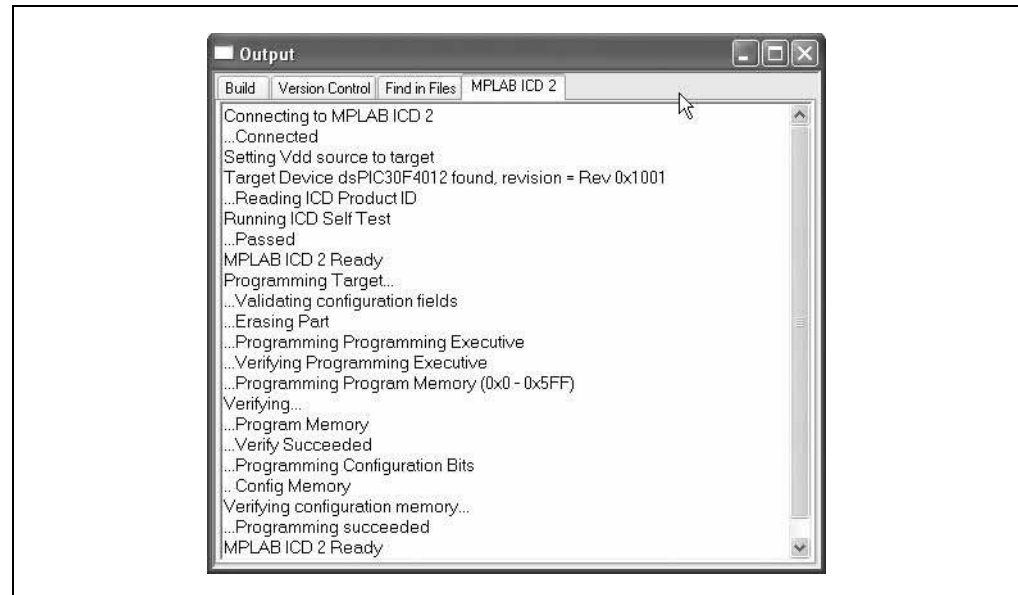 Output
Build Version Control Find in Files MPLAB ICD 2
Connecting to MPLAB ICD 2
...Connected
Setting Vdd source to target
Target Device dsPIC30F4012 found, revision = Rev 0x1001
...Reading ICD Product ID
Running ICD Self Test
...Passed
MPLAB ICD 2 Ready
Programming Target...
...Validating configuration fields
...Erasing Part
...Programming Programming Executive
...Verifying Programming Executive
...Programming Program Memory (0x0 - 0x5FF)
Verifying...
...Program Memory
...Verify Succeeded
...Programming Configuration Bits
.. Config Memory
Verifying configuration memory...
...Programming succeeded
MPLAB ICD 2 Ready